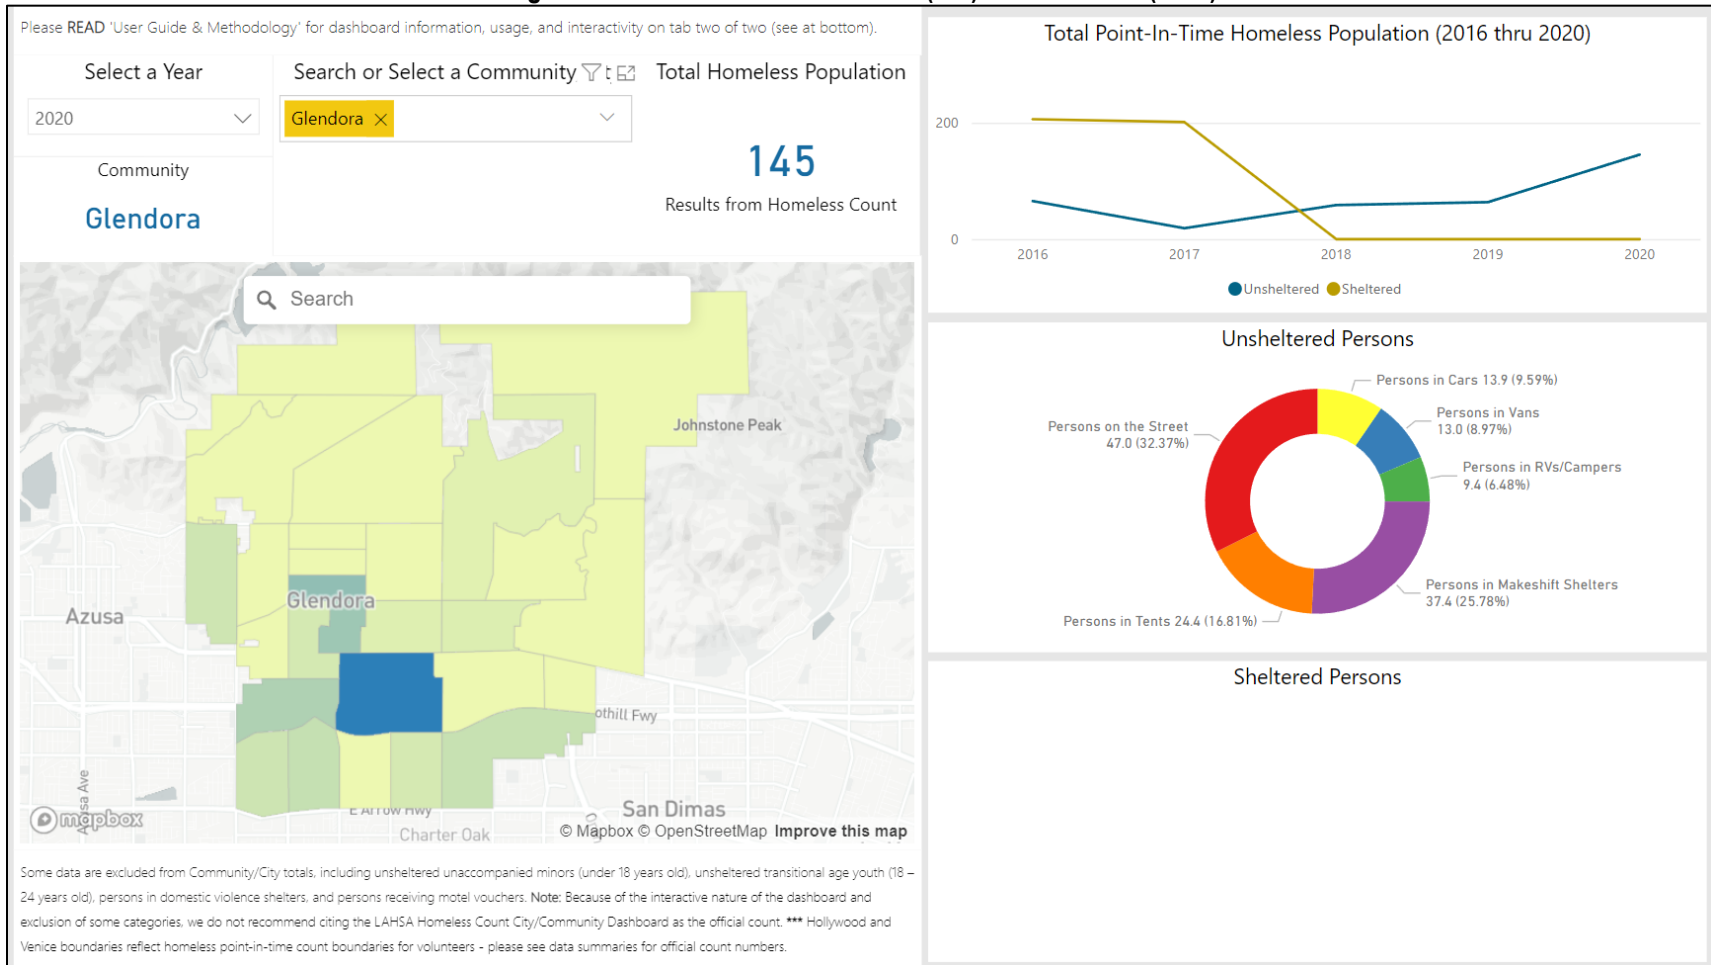 Please READ 'User Guide & Methodology' for dashboard information, usage, and interactivity on tab two of two (see at bottom).
Select a Year
2020
Search or Select a Community
Glendora
Total Homeless Population
145
Results from Homeless Count
Community
Glendora
Search
Johnstone Peak
Azusa
Glendora
othill Fwy
Azusa Ave
E Arrow Hwy
San Dimas
Charter Oak
mapbox
© Mapbox © OpenStreetMap Improve this map
Some data are excluded from Community/City totals, including unsheltered unaccompanied minors (under 18 years old), unsheltered transitional age youth (18 –
24 years old), persons in domestic violence shelters, and persons receiving motel vouchers. Note: Because of the interactive nature of the dashboard and
exclusion of some categories, we do not recommend citing the LAHSA Homeless Count City/Community Dashboard as the official count. *** Hollywood and
Venice boundaries reflect homeless point-in-time count boundaries for volunteers - please see data summaries for official count numbers.
Total Point-In-Time Homeless Population (2016 thru 2020)
200
0
2016
2017
2018
2019
2020
Unsheltered
Sheltered
Unsheltered Persons
Persons in Cars 13.9 (9.59%)
Persons in Vans
13.0 (8.97%)
Persons in RVs/Campers
9.4 (6.48%)
Persons in Makeshift Shelters
37.4 (25.78%)
Persons in Tents 24.4 (16.81%)
Persons on the Street
47.0 (32.37%)
Sheltered Persons